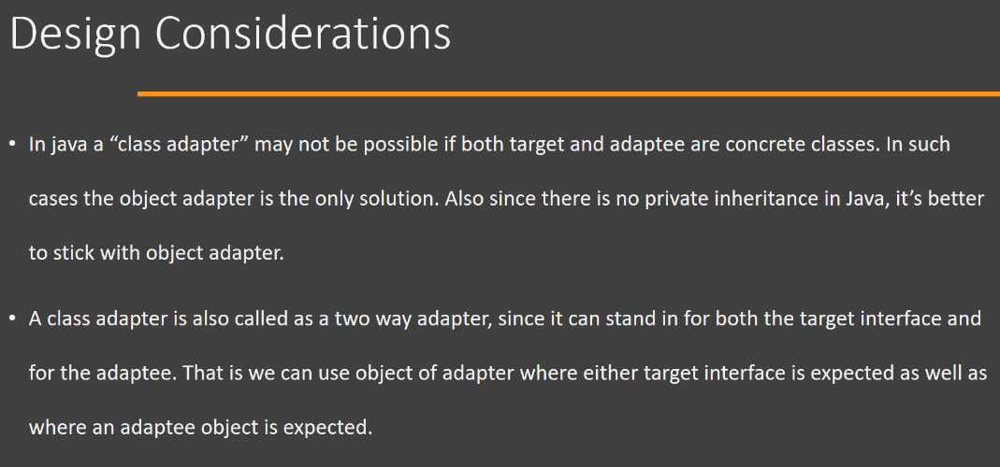 Design Considerations
• In java a “class adapter” may not be possible if both target and adaptee are concrete classes. In such
cases the object adapter is the only solution. Also since there is no private inheritance in Java, it’s better
to stick with object adapter.
• A class adapter is also called as a two way adapter, since it can stand in for both the target interface and
for the adaptee. That is we can use object of adapter where either target interface is expected as well as
where an adaptee object is expected.